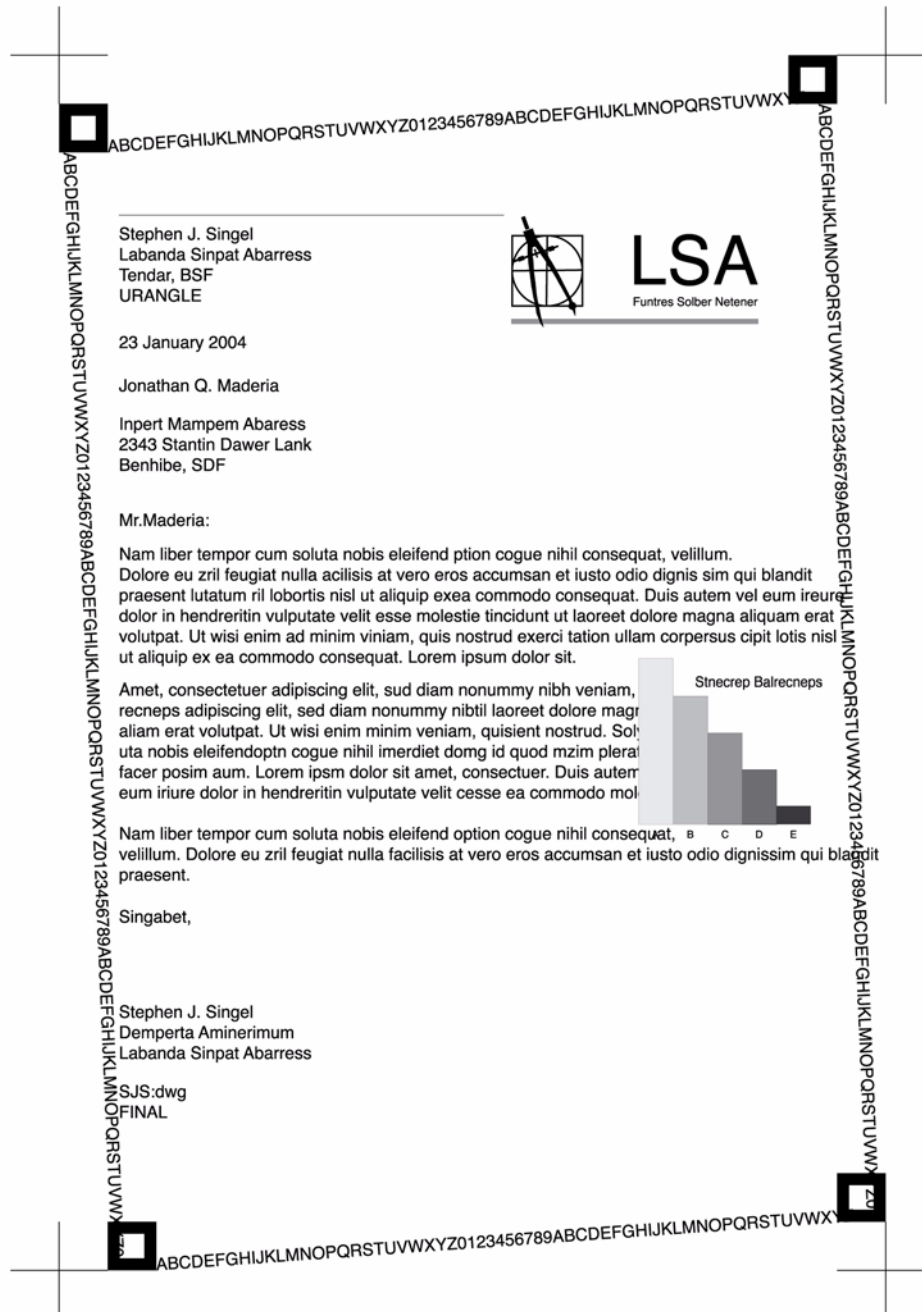 ABCDEFGHIJKLMNOPQRSTUVWXYZ0123456789ABCDEFGHIJKLMNOPQRSTUVWXY
ABCDEFGHIJKLMNOPQRSTUVWXYZ0123456789ABCDEFGHIJKLMNOPQRSTUVWXYZ0123456789ABCDEFGHIJKLMNOPQRSTUVWX
ABCDEFGHIJKLMNOPQRSTUVWXYZ0123456789ABCDEFGHIJKLMNOPQRSTUVWXYZ0123456789ABCDEFGHIJKLMNOPQRSTUVWX
Stephen J. Singel
Labanda Sinpat Abarress
Tendar, BSF
URANGLE
LSA
Funtres Solber Netener
23 January 2004
Jonathan Q. Maderia
Inpert Mampem Abaress
2343 Stantin Dawer Lank
Benhibe, SDF
Mr.Maderia:
Nam liber tempor cum soluta nobis eleifend ption cogue nihil consequat, velillum.
Dolore eu zril feugiat nulla acilisis at vero eros accumsan et iusto odio dignis sim qui blandit
praesent lutatum ril lobortis nisl ut aliquip exea commodo consequat. Duis autem vel eum ireure
dolor in hendreritin vulputate velit esse molestie tincidunt ut laoreet dolore magna aliquam erat
volutpat. Ut wisi enim ad minim viniam, quis nostrud exerci tation ullam corpersus cipit lotis nisl
ut aliquip ex ea commodo consequat. Lorem ipsum dolor sit.
Amet, consectetuer adipiscing elit, sud diam nonummy nibh veniam,
recneps adipiscing elit, sed diam nonummy nibtil laoreet dolore magr
aliam erat volutpat. Ut wisi enim minim veniam, quisient nostrud. Soly
uta nobis eleifendoptn cogue nihil imerdiet domg id quod mzim plerat
facer posim aum. Lorem ipsm dolor sit amet, consectuer. Duis autem
eum iriure dolor in hendreritin vulputate velit cesse ea commodo mol
Stnecrep Balrecneps
A B C D E
Nam liber tempor cum soluta nobis eleifend option cogue nihil consequat,
velillum. Dolore eu zril feugiat nulla facilisis at vero eros accumsan et iusto odio dignissim qui blandit
praesent.
Singabet,
Stephen J. Singel
Demperta Aminerimum
Labanda Sinpat Abarress
SJS:dwg
FINAL
ABCDEFGHIJKLMNOPQRSTUVWXYZ0123456789ABCDEFGHIJKLMNOPQRSTUVWXY